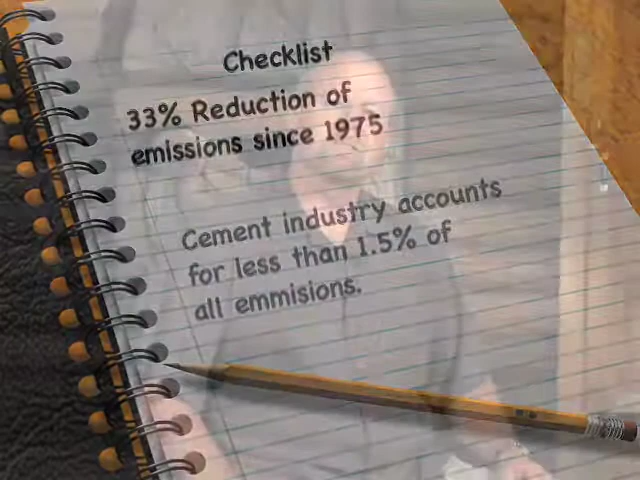 Checklist
33% Reduction of
emissions since 1975
Cement industry accounts
for less than 1.5% of
all emmisions.